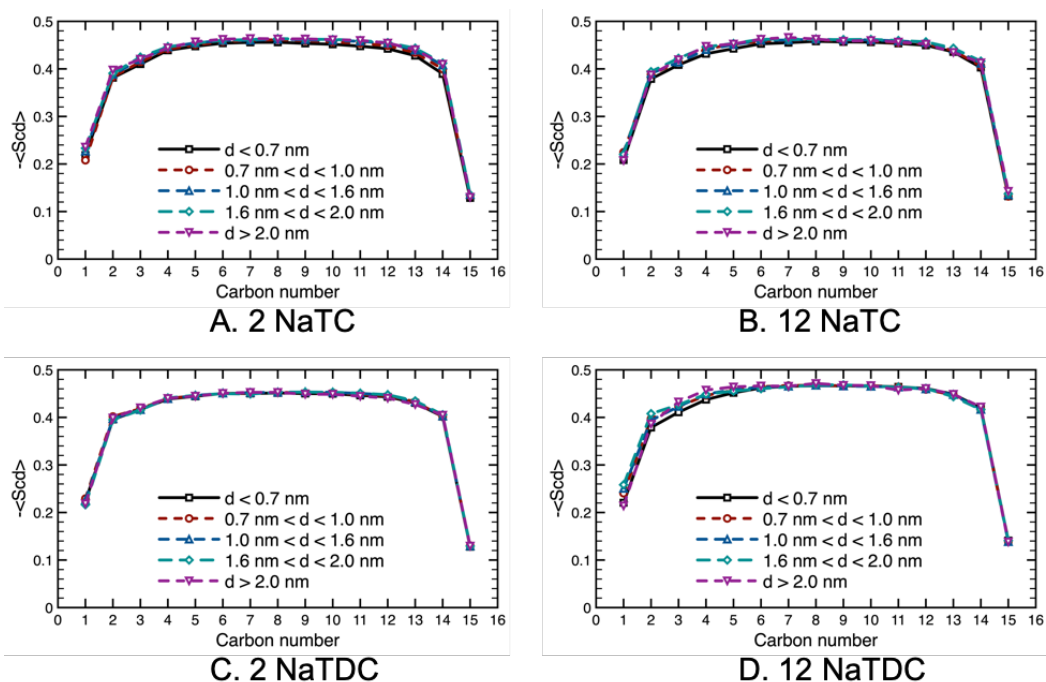 0.5
0.4
0.3
0.2
0.1
0
-<Scd>
d < 0.7 nm
0.7 nm < d < 1.0 nm
1.0 nm < d < 1.6 nm
1.6 nm < d < 2.0 nm
d > 2.0 nm
0 1 2 3 4 5 6 7 8 9 10 11 12 13 14 15 16
Carbon number
A. 2 NaTC
0.5
0.4
0.3
0.2
0.1
0
-<Scd>
d < 0.7 nm
0.7 nm < d < 1.0 nm
1.0 nm < d < 1.6 nm
1.6 nm < d < 2.0 nm
d > 2.0 nm
0 1 2 3 4 5 6 7 8 9 10 11 12 13 14 15 16
Carbon number
B. 12 NaTC
0.5
0.4
0.3
0.2
0.1
0
-<Scd>
d < 0.7 nm
0.7 nm < d < 1.0 nm
1.0 nm < d < 1.6 nm
1.6 nm < d < 2.0 nm
d > 2.0 nm
0 1 2 3 4 5 6 7 8 9 10 11 12 13 14 15 16
Carbon number
C. 2 NaTDC
0.5
0.4
0.3
0.2
0.1
0
-<Scd>
d < 0.7 nm
0.7 nm < d < 1.0 nm
1.0 nm < d < 1.6 nm
1.6 nm < d < 2.0 nm
d > 2.0 nm
0 1 2 3 4 5 6 7 8 9 10 11 12 13 14 15 16
Carbon number
D. 12 NaTDC